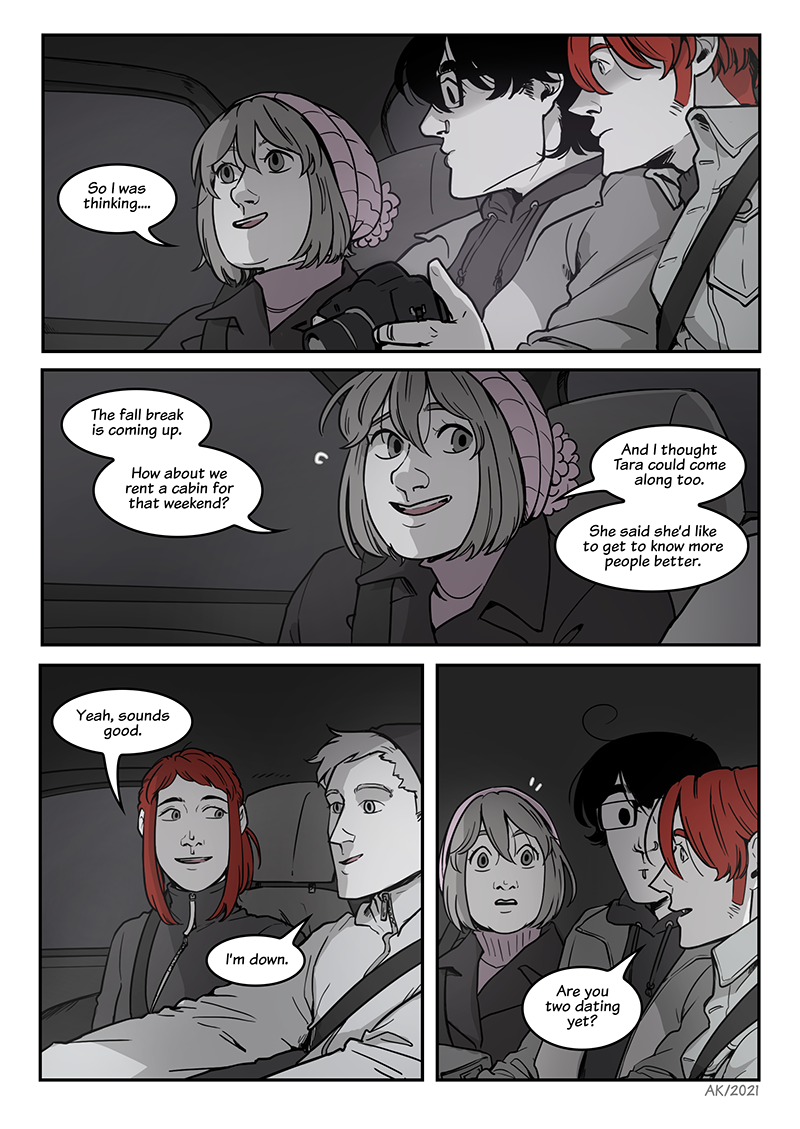 So I was
thinking....
The fall break
is coming up.
How about we
rent a cabin for
that weekend?
And I thought
Tara could come
along too.
She said she'd like
to get to know more
people better.
Yeah, sounds
good.
I'm down.
Are you
two dating
yet?
AK/2021